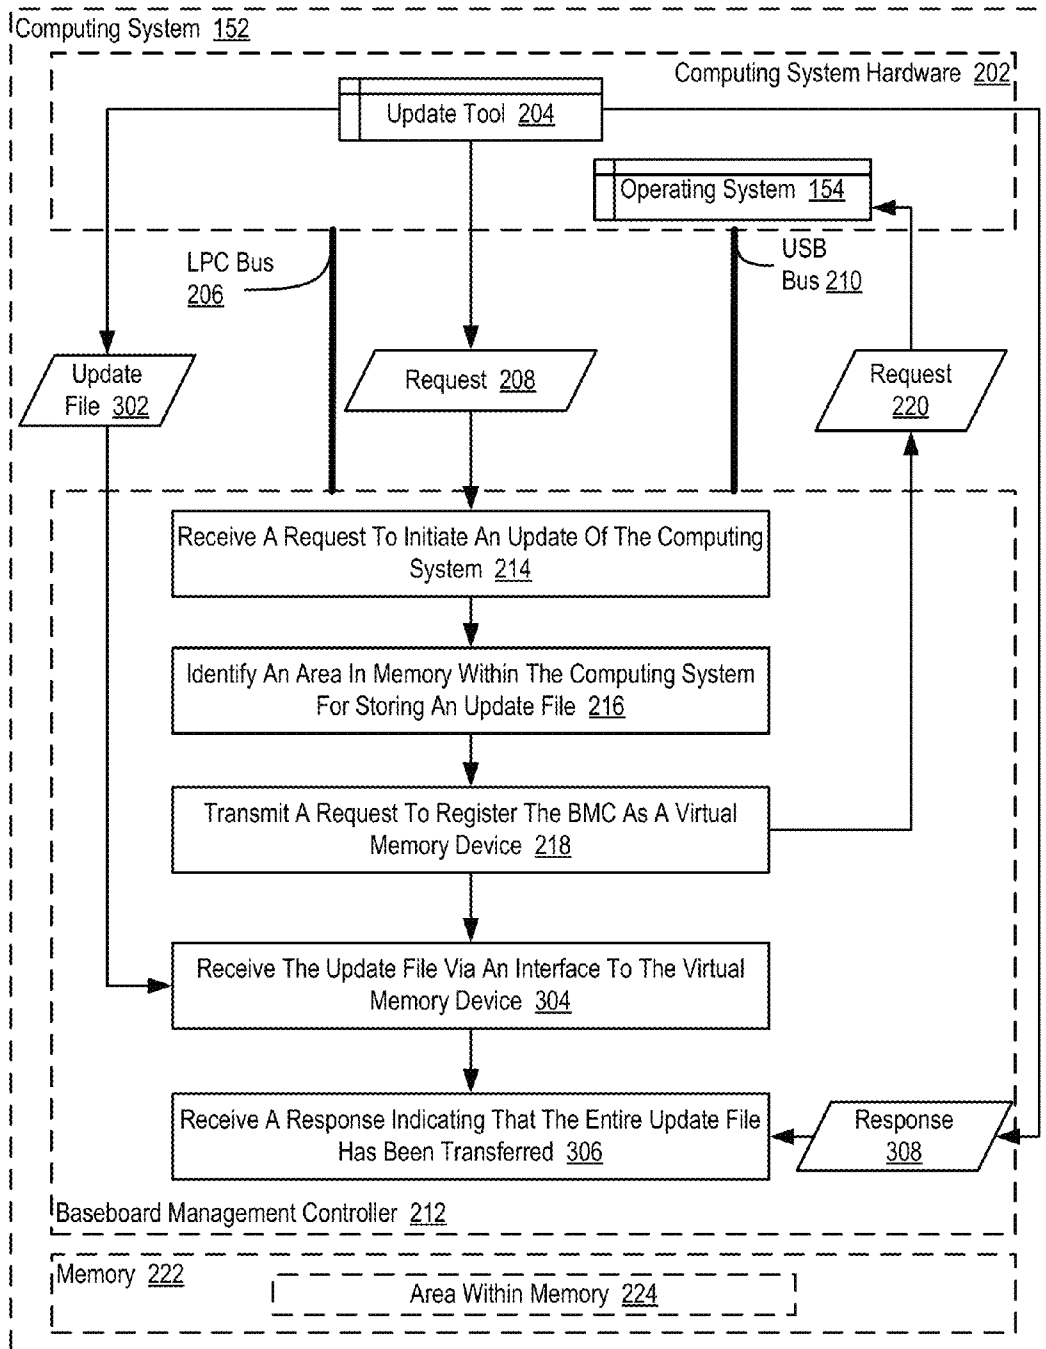 Computing System 152
Computing System Hardware 202
Update Tool 204
Operating System 154
LPC Bus
206
USB
Bus 210
Update
File 302
Request 208
Request
220
Receive A Request To Initiate An Update Of The Computing
System 214
Identify An Area In Memory Within The Computing System
For Storing An Update File 216
Transmit A Request To Register The BMC As A Virtual
Memory Device 218
Receive The Update File Via An Interface To The Virtual
Memory Device 304
Receive A Response Indicating That The Entire Update File
Has Been Transferred 306
Response
308
Baseboard Management Controller 212
Memory 222
Area Within Memory 224